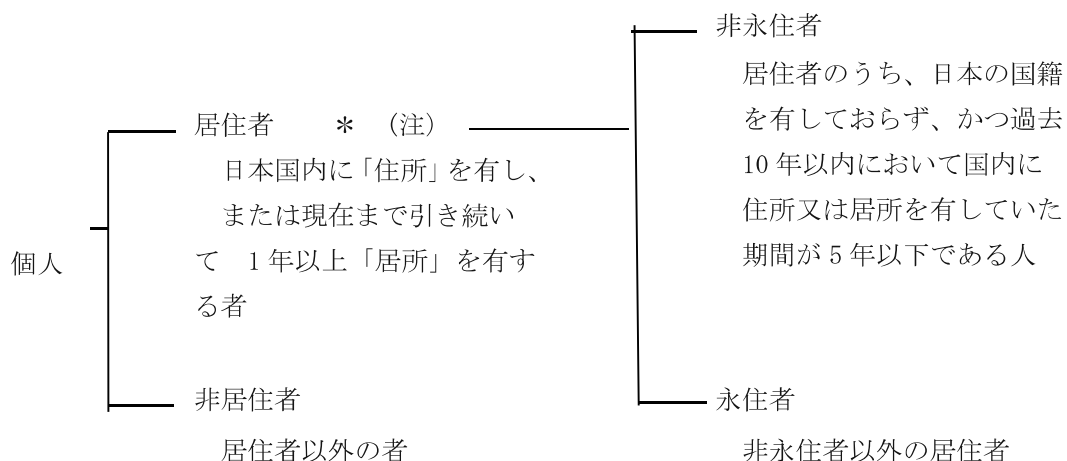 個人
居住者　　＊　（注）
日本国内に「住所」を有し、
または現在まで引き続い
て　1年以上「居所」を有す
る者
非居住者
居住者以外の者
非永住者
居住者のうち、日本の国籍
を有しておらず、かつ過去
10年以内において国内に
住所又は居所を有していた
期間が5年以下である人
永住者
非永住者以外の居住者